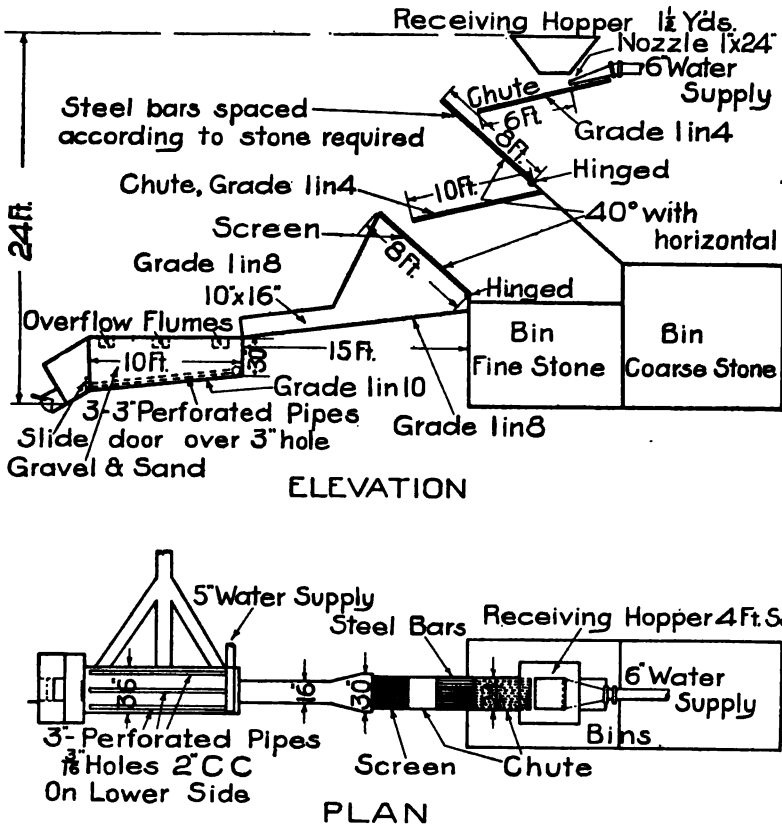 Receiving Hopper 1½ Yds.
Nozzle 1"x24"
6" Water
Supply
Chute
6 Ft.
Grade 1 in 4
Steel bars spaced
according to stone required
8 Ft.
Hinged
10 Ft.
Chute, Grade 1 in 4
40° with
horizontal
24 Ft.
Screen
8 Ft.
Grade 1 in 8
10"x16"
Hinged
Overflow Flumes
Bin
Fine Stone
Bin
Coarse Stone
10 Ft.
30"
15 Ft.
Grade 1 in 10
3-3" Perforated Pipes
Slide door over 3" hole
Grade 1 in 8
Gravel & Sand
ELEVATION
5" Water Supply
Receiving Hopper 4 Ft. S
Steel Bars
6" Water
Supply
36"
16"
30"
Bins
3"-Perforated Pipes
3/16" Holes 2" C C
On Lower Side
Screen
Chute
PLAN